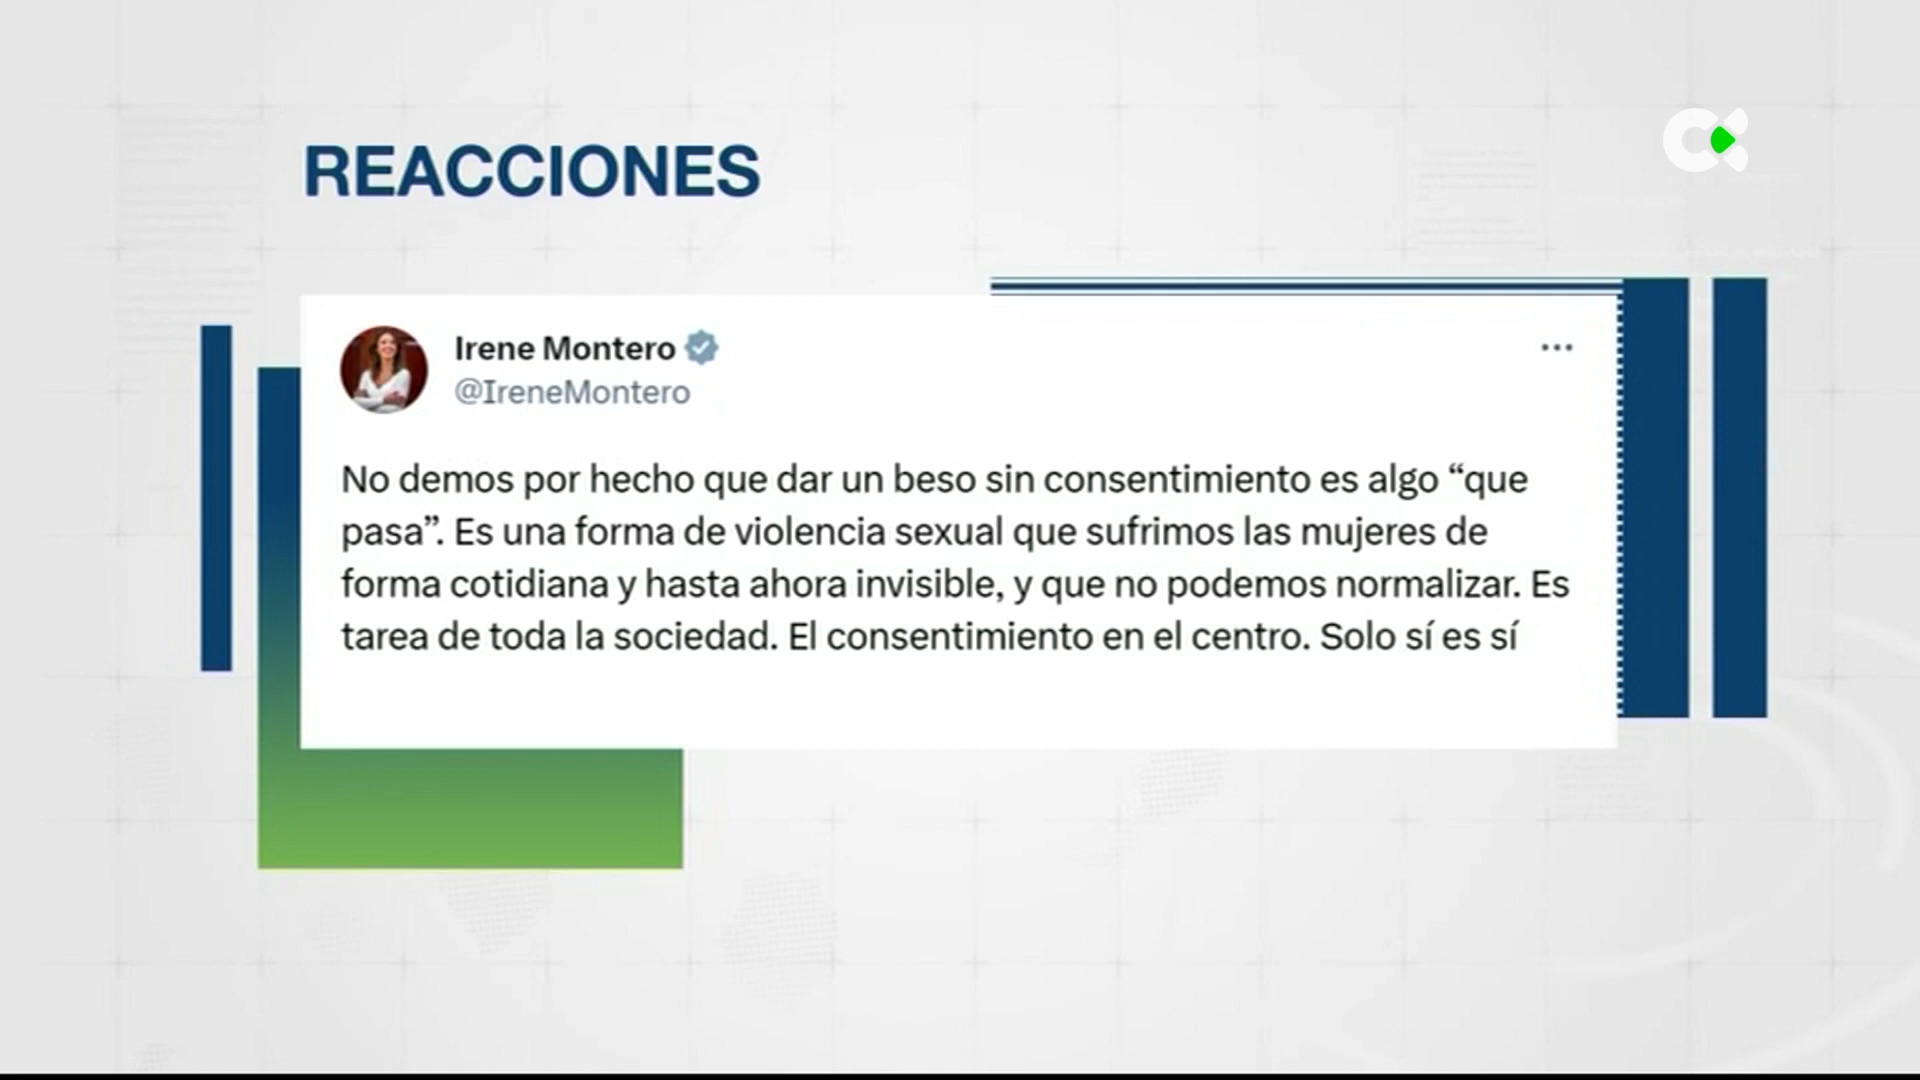 REACCIONES
Irene Montero
@IreneMontero
No demos por hecho que dar un beso sin consentimiento es algo “que
pasa”. Es una forma de violencia sexual que sufrimos las mujeres de
forma cotidiana y hasta ahora invisible, y que no podemos normalizar. Es
tarea de toda la sociedad. El consentimiento en el centro. Solo sí es sí